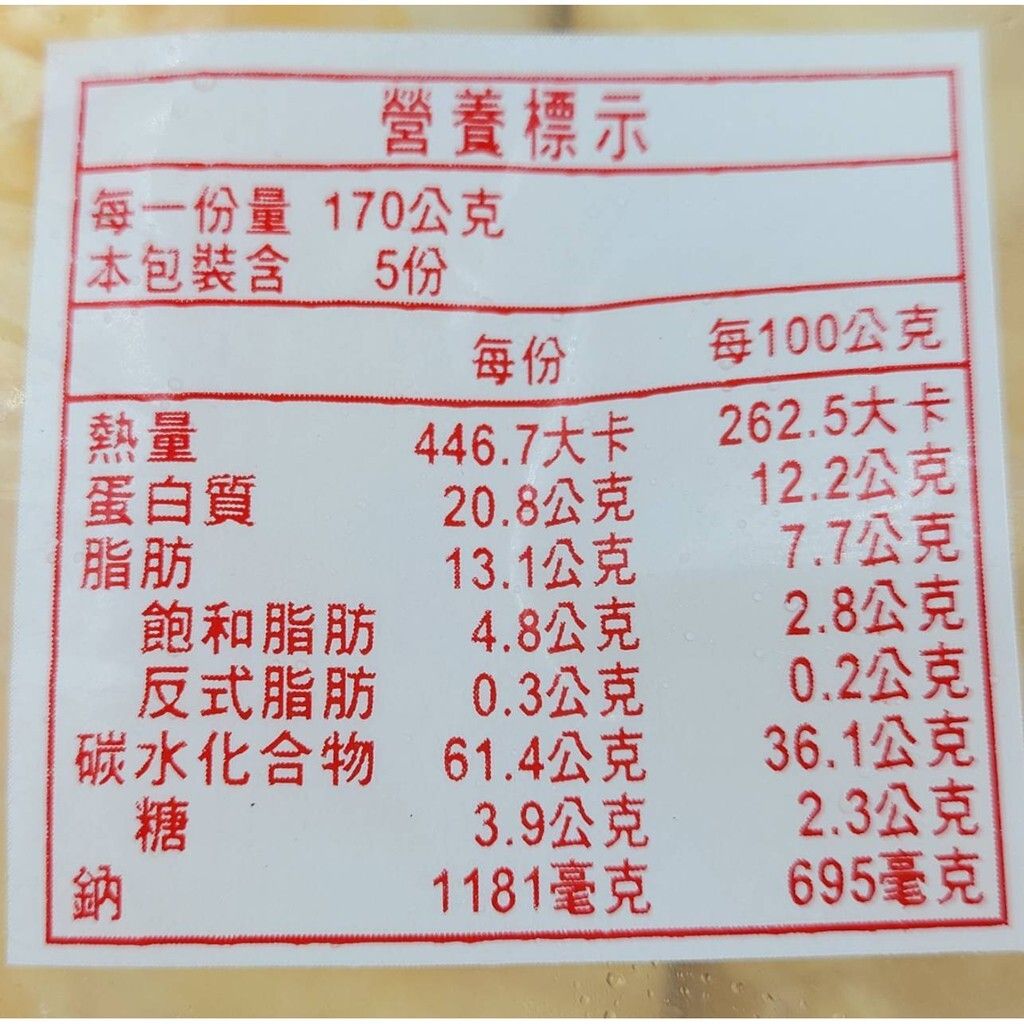 營養標示
每一份量 170公克
本包裝含 5份
每份 每100公克
熱量 446.7大卡 262.5大卡
蛋白質 20.8公克 12.2公克
脂肪 13.1公克 7.7公克
飽和脂肪 4.8公克 2.8公克
反式脂肪 0.3公克 0.2公克
碳水化合物 61.4公克 36.1公克
糖 3.9公克 2.3公克
鈉 1181毫克 695毫克